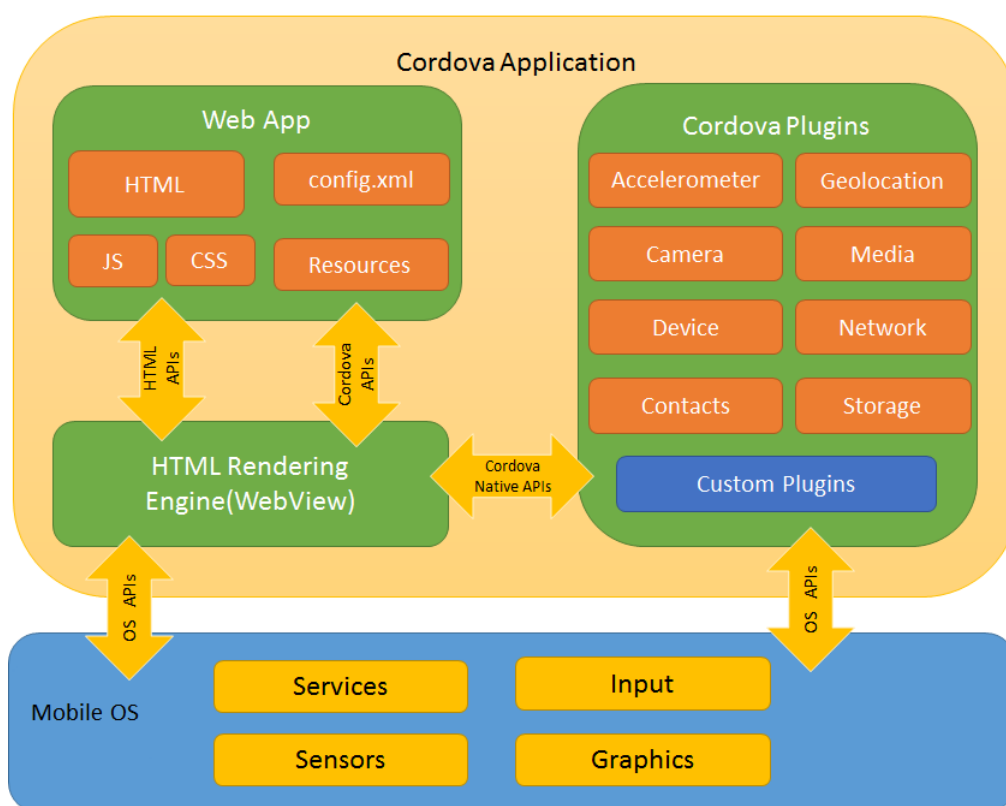 Cordova Application
Web App
HTML
config.xml
JS
CSS
Resources
HTML
APIs
Cordova
APIs
HTML Rendering
Engine(WebView)
Cordova
Native APIs
Cordova Plugins
Accelerometer
Geolocation
Camera
Media
Device
Network
Contacts
Storage
Custom Plugins
OS APIs
OS APIs
Mobile OS
Services
Input
Sensors
Graphics